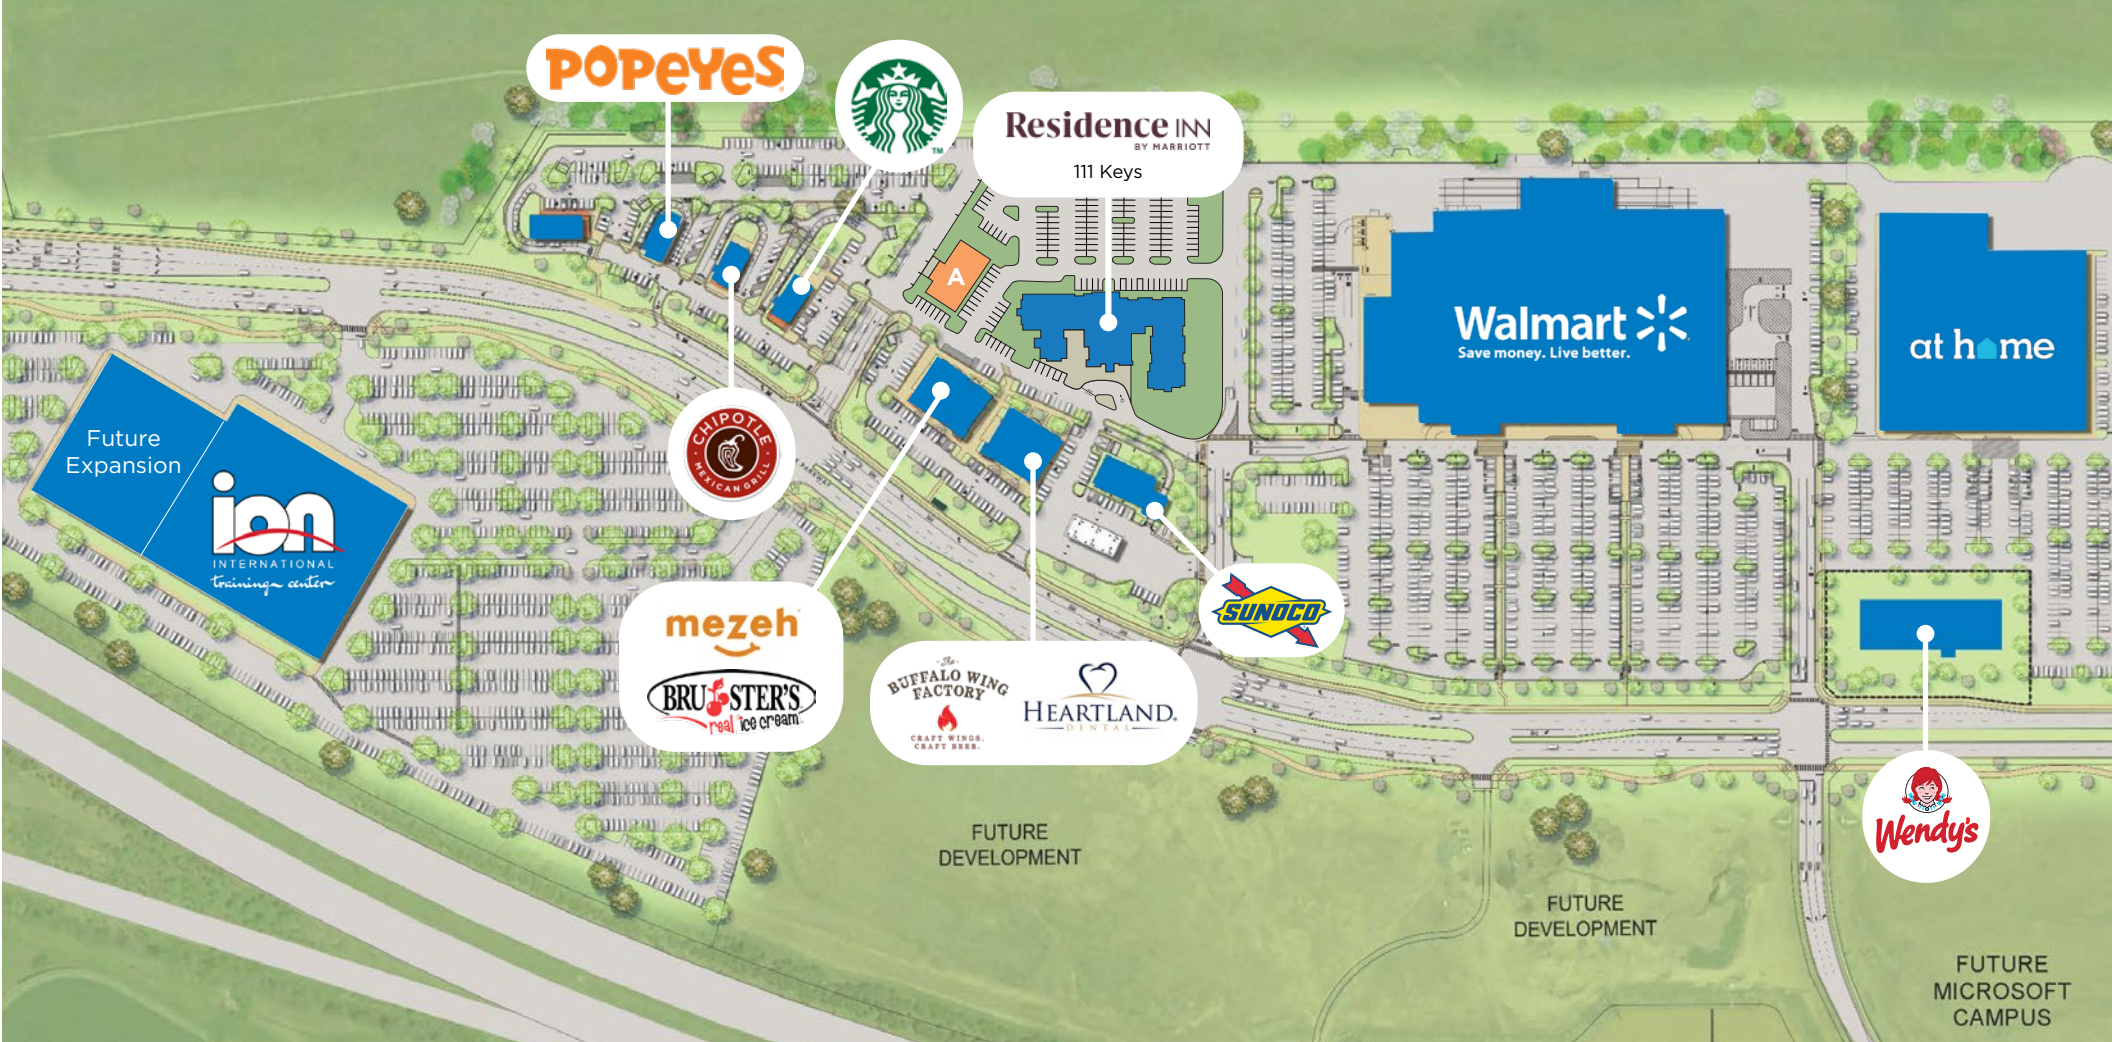 POPEYES
TM
Residence INN
BY MARRIOTT
111 Keys
A
Walmart
Save money. Live better.
at home
Future
Expansion
ion
INTERNATIONAL
training center
CHIPOTLE
MEXICAN GRILL
PARKWAY
mezeh
BRUSTER'S
real ice cream
The
BUFFALO WING
FACTORY
CRAFT WINGS.
CRAFT BEER.
HEARTLAND
DENTAL
SUNOCO
Wendy's
FUTURE
DEVELOPMENT
FUTURE
DEVELOPMENT
FUTURE
MICROSOFT
CAMPUS